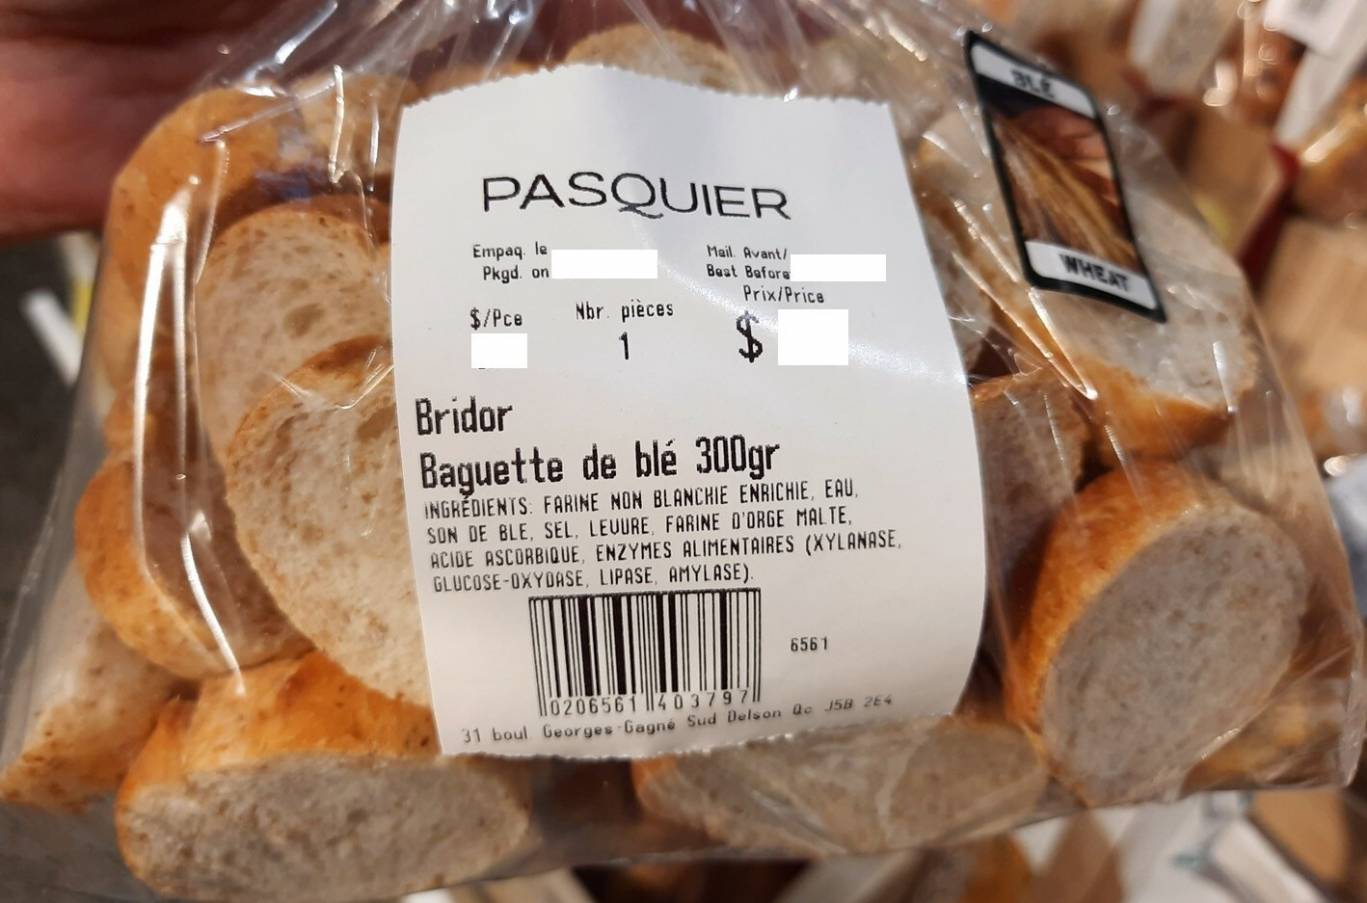 BLÉ
WHEAT
PASQUIER
Empaq. le
Pkgd. on
Meil. Avant/
Best Before
Prix/Price
$/Pce
Nbr. pièces
1
$
Bridor
Baguette de blé 300gr
INGRÉDIENTS: FARINE NON BLANCHIE ENRICHIE, EAU,
SON DE BLE, SEL, LEVURE, FARINE D'ORGE MALTE,
ACIDE ASCORBIQUE, ENZYMES ALIMENTAIRES (XYLANASE,
GLUCOSE-OXYDASE, LIPASE, AMYLASE).
6561
0206561 403797
31 boul Georges-Gagné Sud Delson Qc J5B 2E4